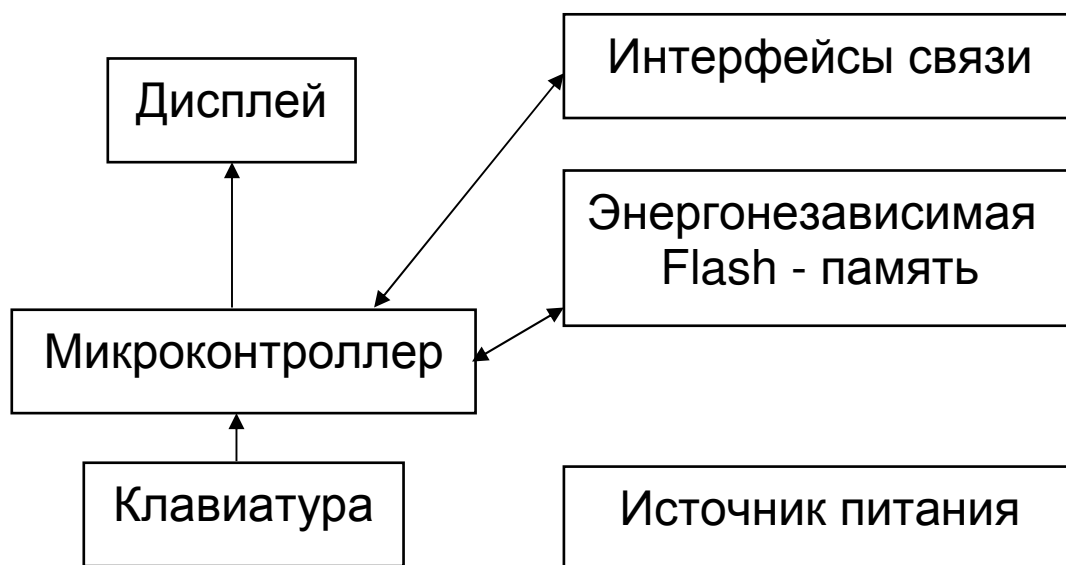 Дисплей
Интерфейсы связи
Энергонезависимая
Flash - память
Микроконтроллер
Клавиатура
Источник питания